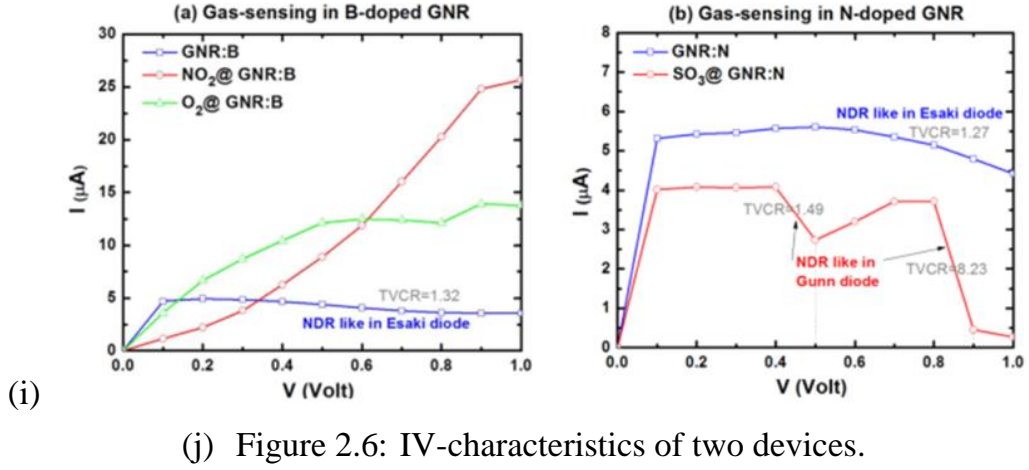 (a) Gas-sensing in B-doped GNR
30
25
20
15
10
5
0
I (μA)
GNR:B
NO2@ GNR:B
O2@ GNR:B
TVCR=1.32
NDR like in Esaki diode
0.0 0.2 0.4 0.6 0.8 1.0
V (Volt)
(b) Gas-sensing in N-doped GNR
8
7
6
5
4
3
2
1
0
I (μA)
GNR:N
SO3@ GNR:N
NDR like in Esaki diode
TVCR=1.27
TVCR=1.49
NDR like in
Gunn diode
TVCR=8.23
0.0 0.2 0.4 0.6 0.8 1.0
V (Volt)
(i)
(j) Figure 2.6: IV-characteristics of two devices.